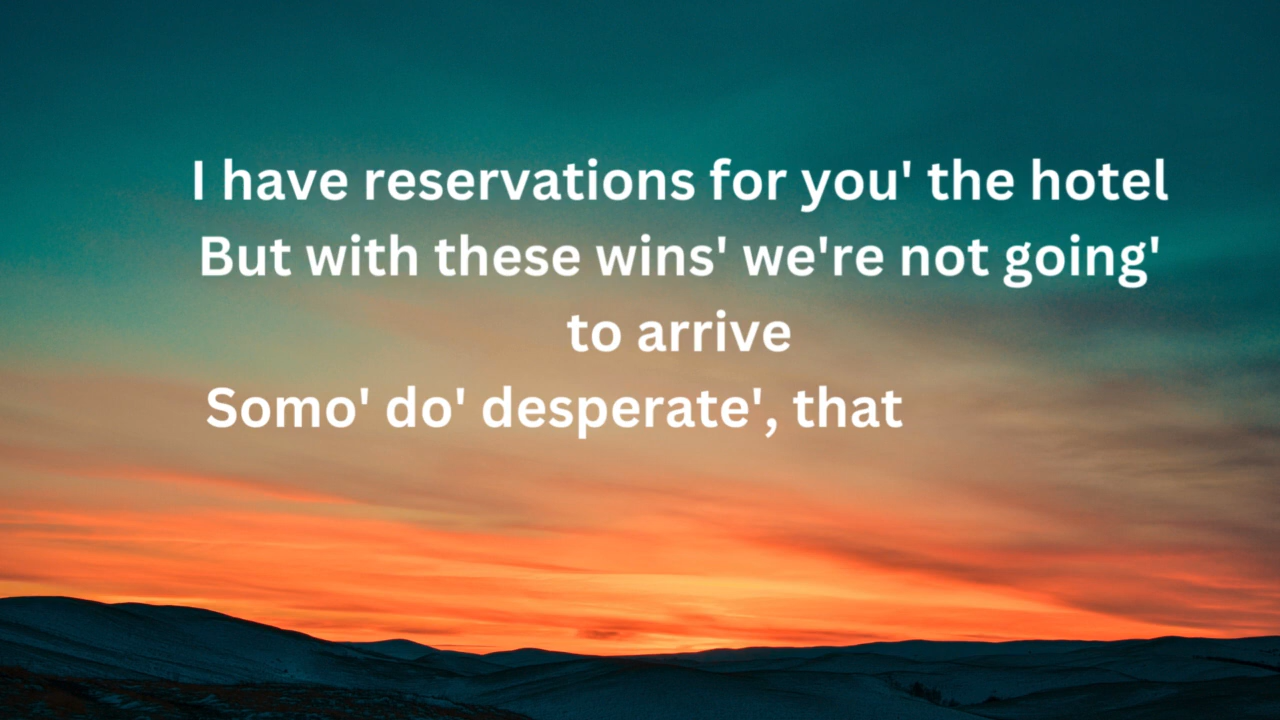 I have reservations for you' the hotel
But with these wins' we're not going'
to arrive
Somo' do' desperate', that